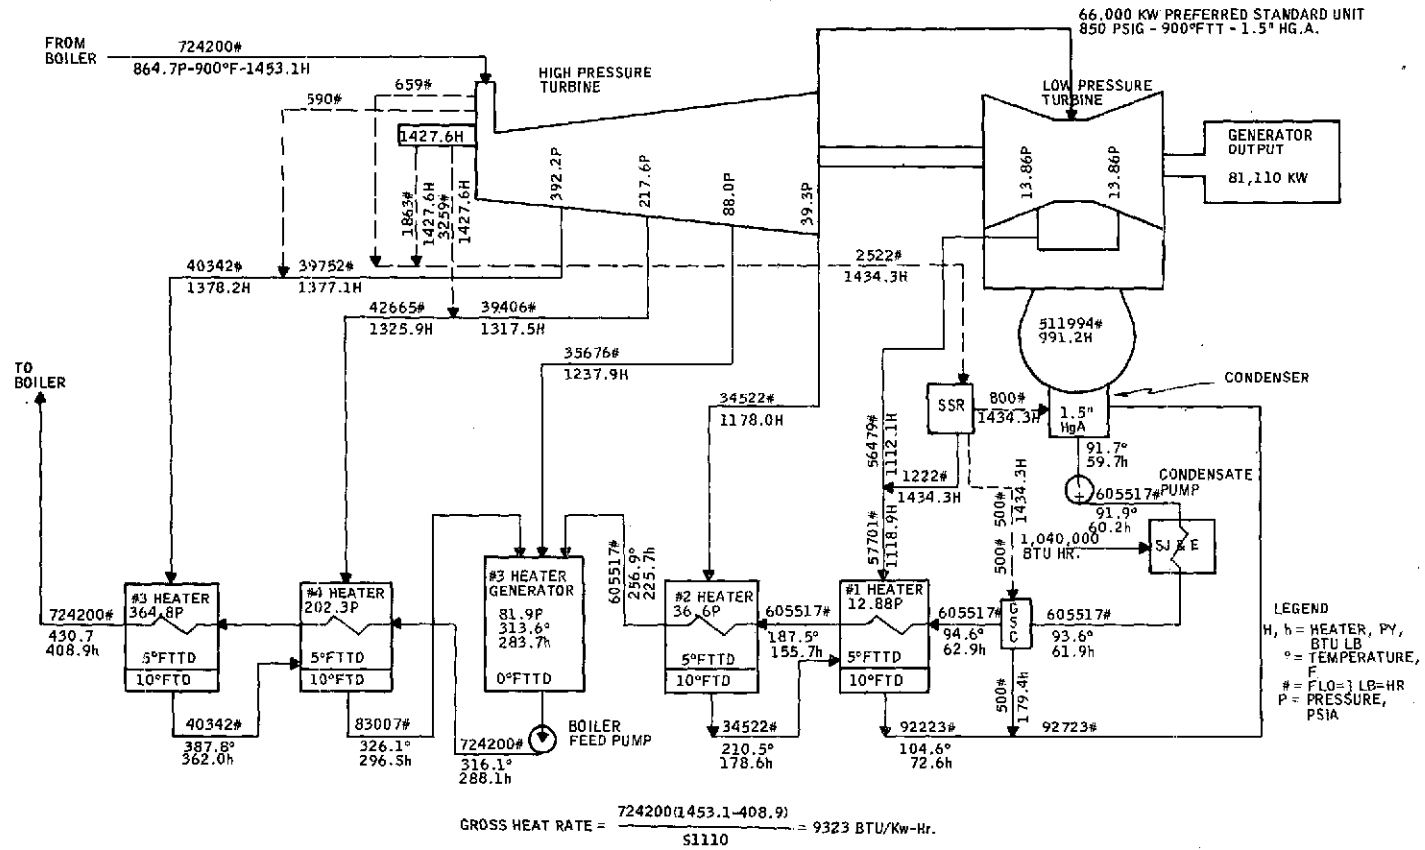 66,000 KW PREFERRED STANDARD UNIT
850 PSIG - 900°FTT - 1.5" HG.A.
FROM
BOILER
724200#
864.7P-900°F-1453.1H
HIGH PRESSURE
TURBINE
LOW PRESSURE
TURBINE
659#
590#
1427.6H
1863#
1427.6H
3259#
1427.6H
392.2P
217.6P
88.0P
39.3P
13.86P
13.86P
GENERATOR
OUTPUT
81,110 KW
40342#
1378.2H
39752#
1377.1H
2522#
1434.3H
42665#
1325.9H
39406#
1317.5H
511994#
991.2H
35676#
1237.9H
TO
BOILER
CONDENSER
34522#
1178.0H
SSR
800#
1434.3H
1.5"
HgA
56479#
1112.1H
91.7°
59.7h
1222#
1434.3H
CONDENSATE
PUMP
605517#
91.9°
60.2h
500#
1434.3H
57701#
1118.9H
500#
1,040,000
BTU HR.
SJ & E
605517#
256.9°
225.7h
#3 HEATER
364.8P
5°FTTD
10°FTD
#4 HEATER
202.3P
5°FTTD
10°FTD
#3 HEATER
GENERATOR
81.9P
313.6°
283.7h
0°FTTD
#2 HEATER
36.6P
5°FTTD
10°FTD
#1 HEATER
12.88P
5°FTTD
10°FTD
GSC
724200#
430.7
408.9h
605517#
187.5°
155.7h
605517#
94.6°
62.9h
605517#
93.6°
61.9h
LEGEND
H, h = HEATER, PY,
BTU LB
° = TEMPERATURE,
F
# = FLO=1 LB=HR
P = PRESSURE,
PSIA
40342#
387.8°
362.0h
83007#
326.1°
296.5h
724200#
316.1°
288.1h
BOILER
FEED PUMP
34522#
210.5°
178.6h
92223#
104.6°
72.6h
500#
179.4h
92723#
GROSS HEAT RATE = 724200(1453.1-408.9) / S1110 = 9323 BTU/Kw-Hr.